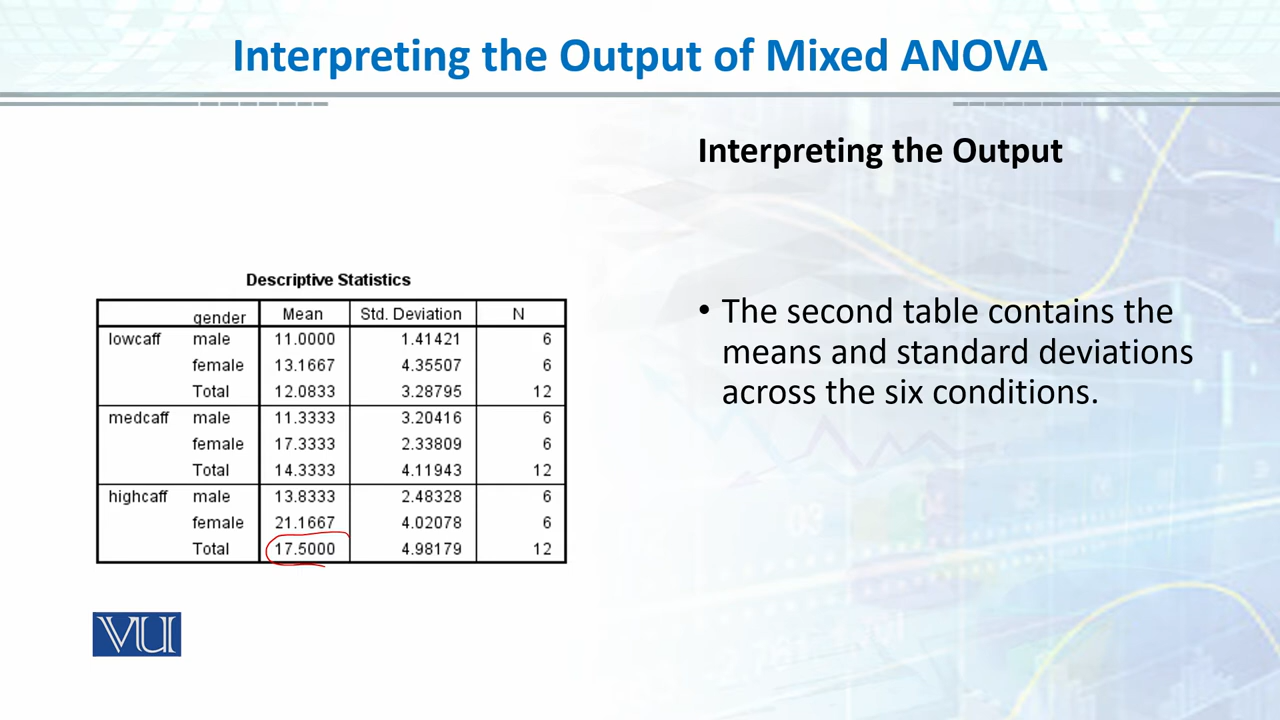 Interpreting the Output of Mixed ANOVA
Interpreting the Output
Descriptive Statistics
gender Mean Std. Deviation N
lowcaff male 11.0000 1.41421 6
female 13.1667 4.35507 6
Total 12.0833 3.28795 12
medcaff male 11.3333 3.20416 6
female 17.3333 2.33809 6
Total 14.3333 4.11943 12
highcaff male 13.8333 2.48328 6
female 21.1667 4.02078 6
Total 17.5000 4.98179 12
• The second table contains the
means and standard deviations
across the six conditions.
VU